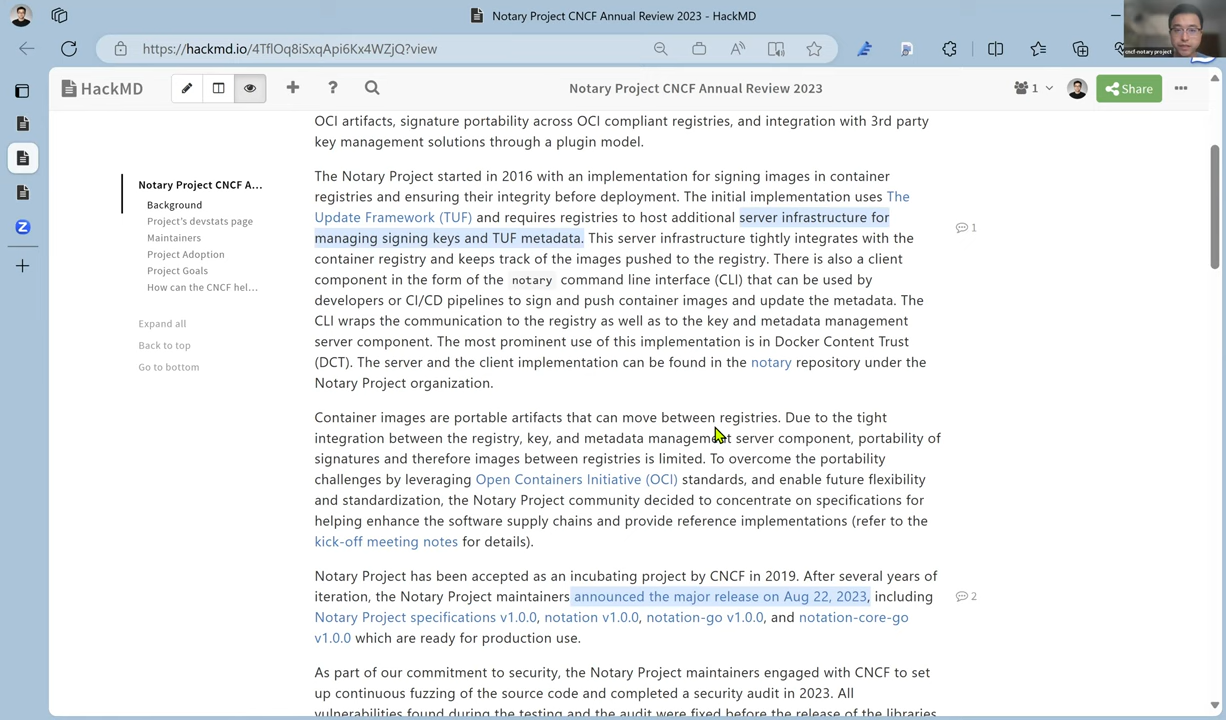 Notary Project CNCF Annual Review 2023 - HackMD
https://hackmd.io/4TflOq8iSxqApi6Kx4WZjQ?view
cncf-notary project
HackMD
Notary Project CNCF Annual Review 2023
1
Share
Notary Project CNCF A...
Background
Project's devstats page
Maintainers
Project Adoption
Project Goals
How can the CNCF hel...
Expand all
Back to top
Go to bottom
OCI artifacts, signature portability across OCI compliant registries, and integration with 3rd party
key management solutions through a plugin model.
The Notary Project started in 2016 with an implementation for signing images in container
registries and ensuring their integrity before deployment. The initial implementation uses The
Update Framework (TUF) and requires registries to host additional server infrastructure for
managing signing keys and TUF metadata. This server infrastructure tightly integrates with the
container registry and keeps track of the images pushed to the registry. There is also a client
component in the form of the notary command line interface (CLI) that can be used by
developers or CI/CD pipelines to sign and push container images and update the metadata. The
CLI wraps the communication to the registry as well as to the key and metadata management
server component. The most prominent use of this implementation is in Docker Content Trust
(DCT). The server and the client implementation can be found in the notary repository under the
Notary Project organization.
1
Container images are portable artifacts that can move between registries. Due to the tight
integration between the registry, key, and metadata management server component, portability of
signatures and therefore images between registries is limited. To overcome the portability
challenges by leveraging Open Containers Initiative (OCI) standards, and enable future flexibility
and standardization, the Notary Project community decided to concentrate on specifications for
helping enhance the software supply chains and provide reference implementations (refer to the
kick-off meeting notes for details).
Notary Project has been accepted as an incubating project by CNCF in 2019. After several years of
iteration, the Notary Project maintainers announced the major release on Aug 22, 2023, including
Notary Project specifications v1.0.0, notation v1.0.0, notation-go v1.0.0, and notation-core-go
v1.0.0 which are ready for production use.
2
As part of our commitment to security, the Notary Project maintainers engaged with CNCF to set
up continuous fuzzing of the source code and completed a security audit in 2023. All
vulnerabilities found during the testing and the audit were fixed before the release of the libraries